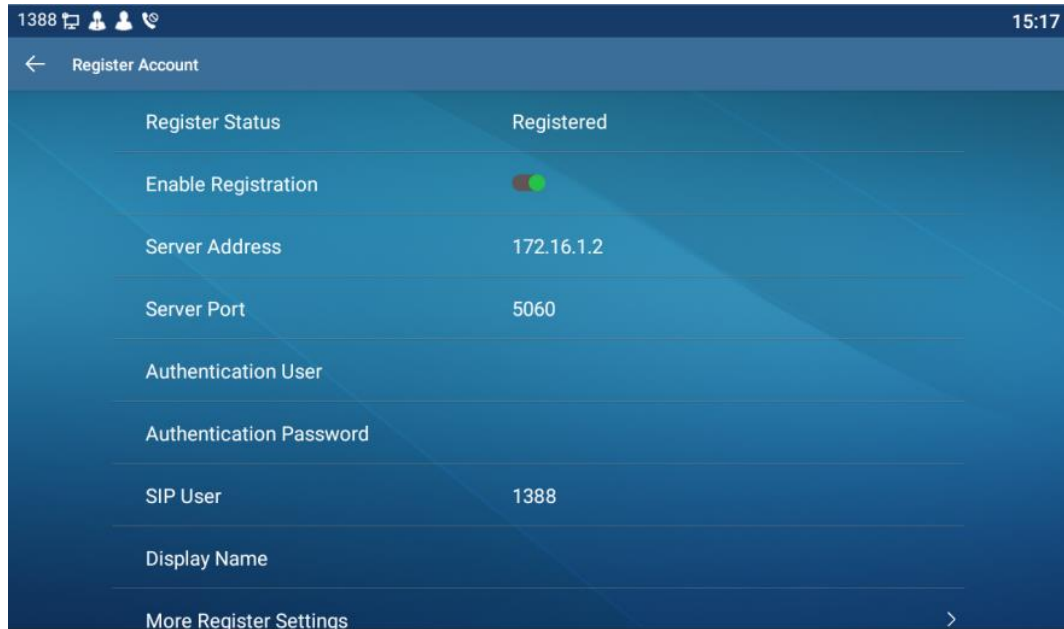 1388 15:17
Register Account
Register Status Registered
Enable Registration
Server Address 172.16.1.2
Server Port 5060
Authentication User
Authentication Password
SIP User 1388
Display Name
More Register Settings